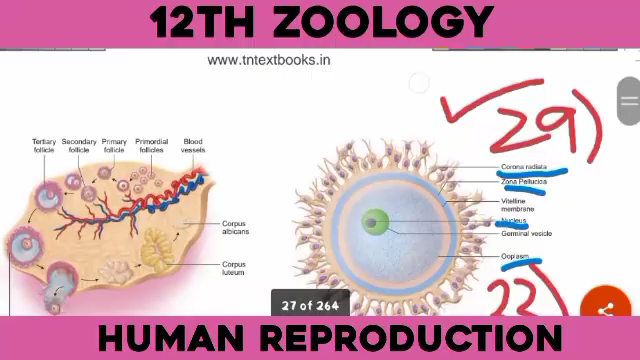 12TH ZOOLOGY
www.tntextbooks.in
29)
Tertiary follicle
Secondary follicle
Primary follicle
Primordial follicles
Blood vessels
Corpus albicans
Corpus luteum
Corona radiata
Zona Pellucica
Vitelline membrane
Nucleus
Germinal vesicle
Ooplasm
27 of 264
HUMAN REPRODUCTION